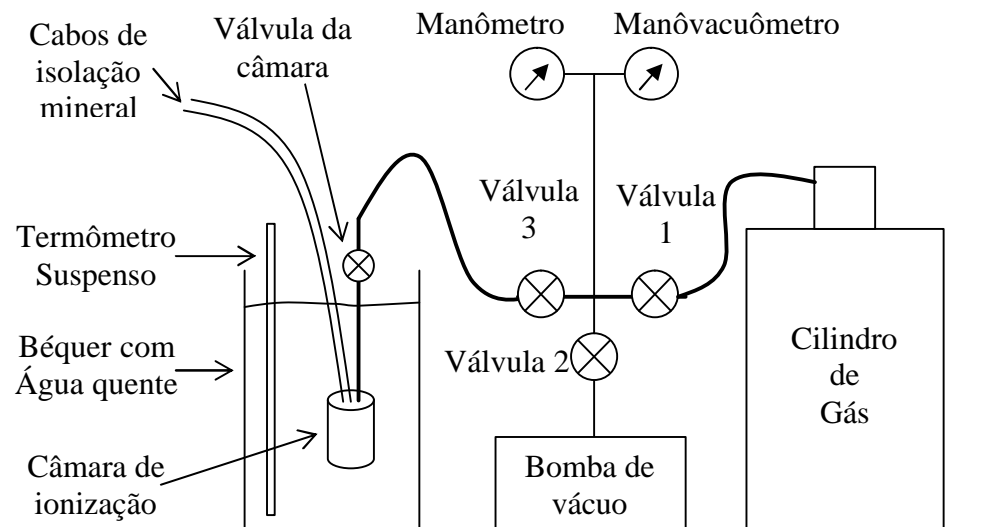 Cabos de
isolação
mineral
Válvula da
câmara
Manômetro
Manôvacuômetro
Válvula
3
Válvula
1
Termômetro
Suspenso
Béquer com
Água quente
Válvula 2
Cilindro
de
Gás
Câmara de
ionização
Bomba de
vácuo